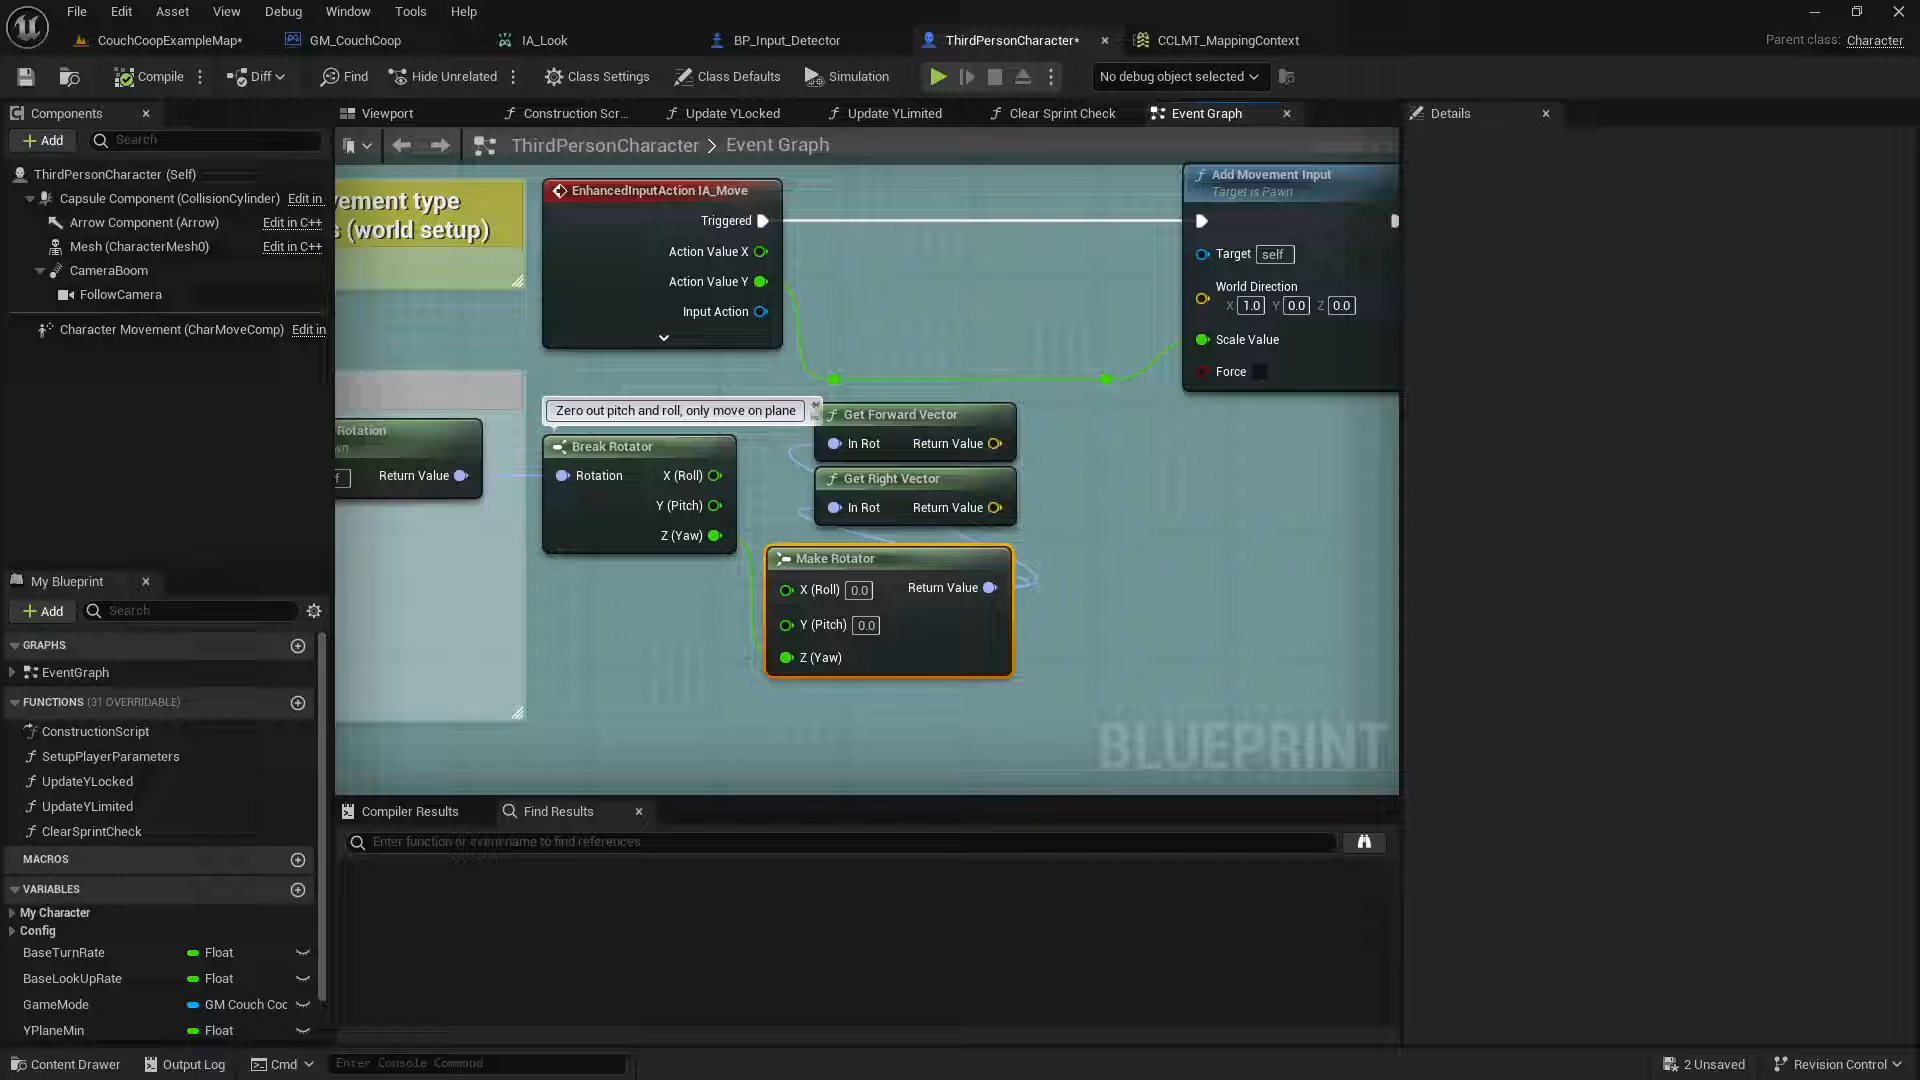 File Edit Asset View Debug Window Tools Help
CouchCoopExampleMap* GM_CouchCoop IA_Look BP_Input_Detector ThirdPersonCharacter* CCLMT_MappingContext Parent class: Character
Compile Diff Find Hide Unrelated Class Settings Class Defaults Simulation No debug object selected
Components Viewport Construction Scr... Update YLocked Update YLimited Clear Sprint Check Event Graph Details
Add Search
ThirdPersonCharacter > Event Graph
ThirdPersonCharacter (Self)
Capsule Component (CollisionCylinder) Edit in
Arrow Component (Arrow) Edit in C++
Mesh (CharacterMesh0) Edit in C++
CameraBoom
FollowCamera
Character Movement (CharMoveComp) Edit in
vement type
s (world setup)
EnhancedInputAction IA_Move
Triggered
Action Value X
Action Value Y
Input Action
Add Movement Input
Target is Pawn
Target self
World Direction
X 1.0 Y 0.0 Z 0.0
Scale Value
Force
Zero out pitch and roll, only move on plane
Rotation
wn
f Return Value
Break Rotator
Rotation X (Roll)
Y (Pitch)
Z (Yaw)
Get Forward Vector
In Rot Return Value
Get Right Vector
In Rot Return Value
Make Rotator
X (Roll) 0.0 Return Value
Y (Pitch) 0.0
Z (Yaw)
BLUEPRINT
My Blueprint
Add Search
GRAPHS
EventGraph
FUNCTIONS (31 OVERRIDABLE)
ConstructionScript
SetupPlayerParameters
UpdateYLocked
UpdateYLimited
ClearSprintCheck
MACROS
VARIABLES
My Character
Config
BaseTurnRate Float
BaseLookUpRate Float
GameMode GM Couch Coo
YPlaneMin Float
Compiler Results Find Results
Enter function or event name to find references
Content Drawer Output Log Cmd Enter Console Command 2 Unsaved Revision Control